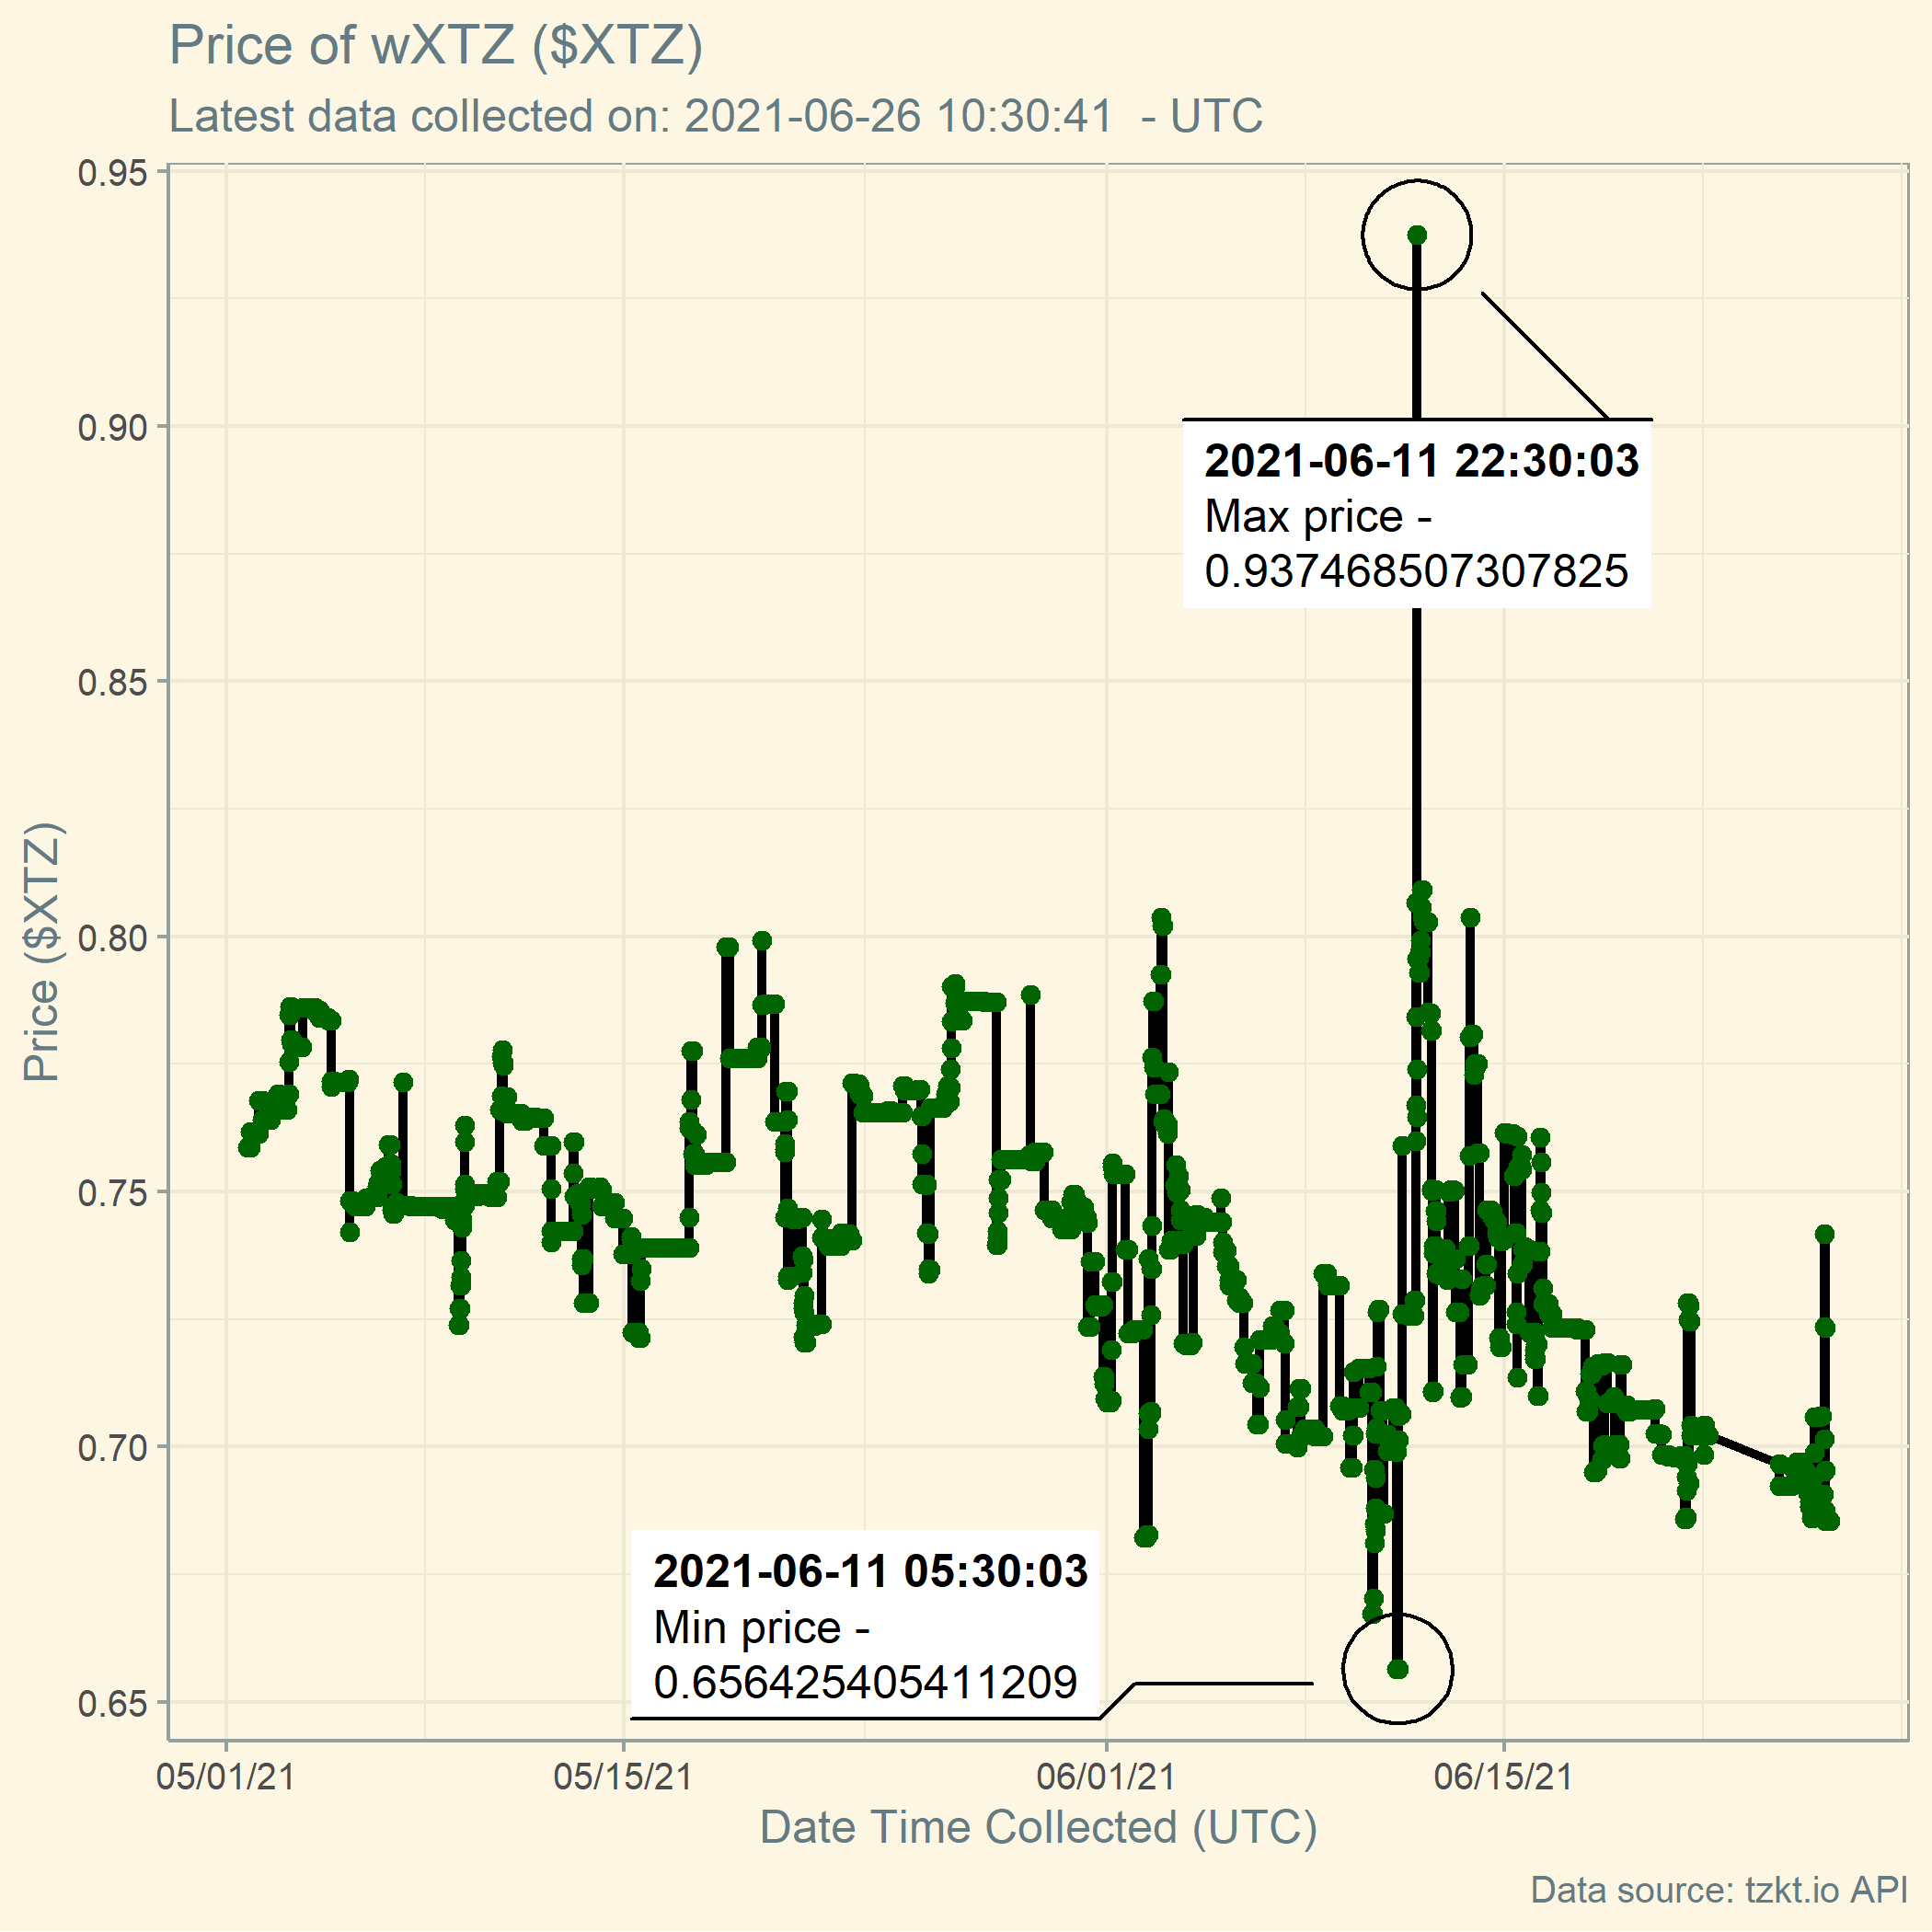 Price of wXTZ ($XTZ)
Latest data collected on: 2021-06-26 10:30:41  - UTC
0.95
0.90
0.85
0.80
0.75
0.70
0.65
Price ($XTZ)
2021-06-11 22:30:03
Max price -
0.937468507307825
2021-06-11 05:30:03
Min price -
0.656425405411209
05/01/21
05/15/21
06/01/21
06/15/21
Date Time Collected (UTC)
Data source: tzkt.io API